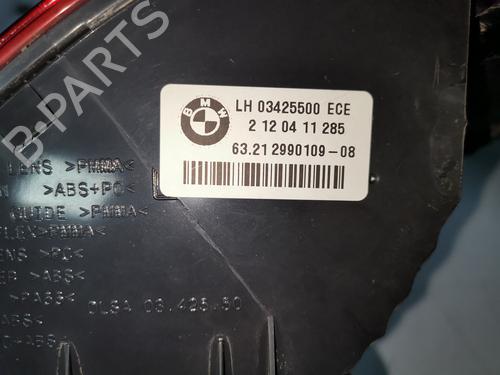 BMW
LH 03425500 ECE
2 12 04 11 285
63.21 2990109-08
LENS >PMMA<
>ABS+PC<
GUIDE >PMMA<
>PMMA<
>PC<
>ABS<
CLSA 03.425.50
B-PARTS